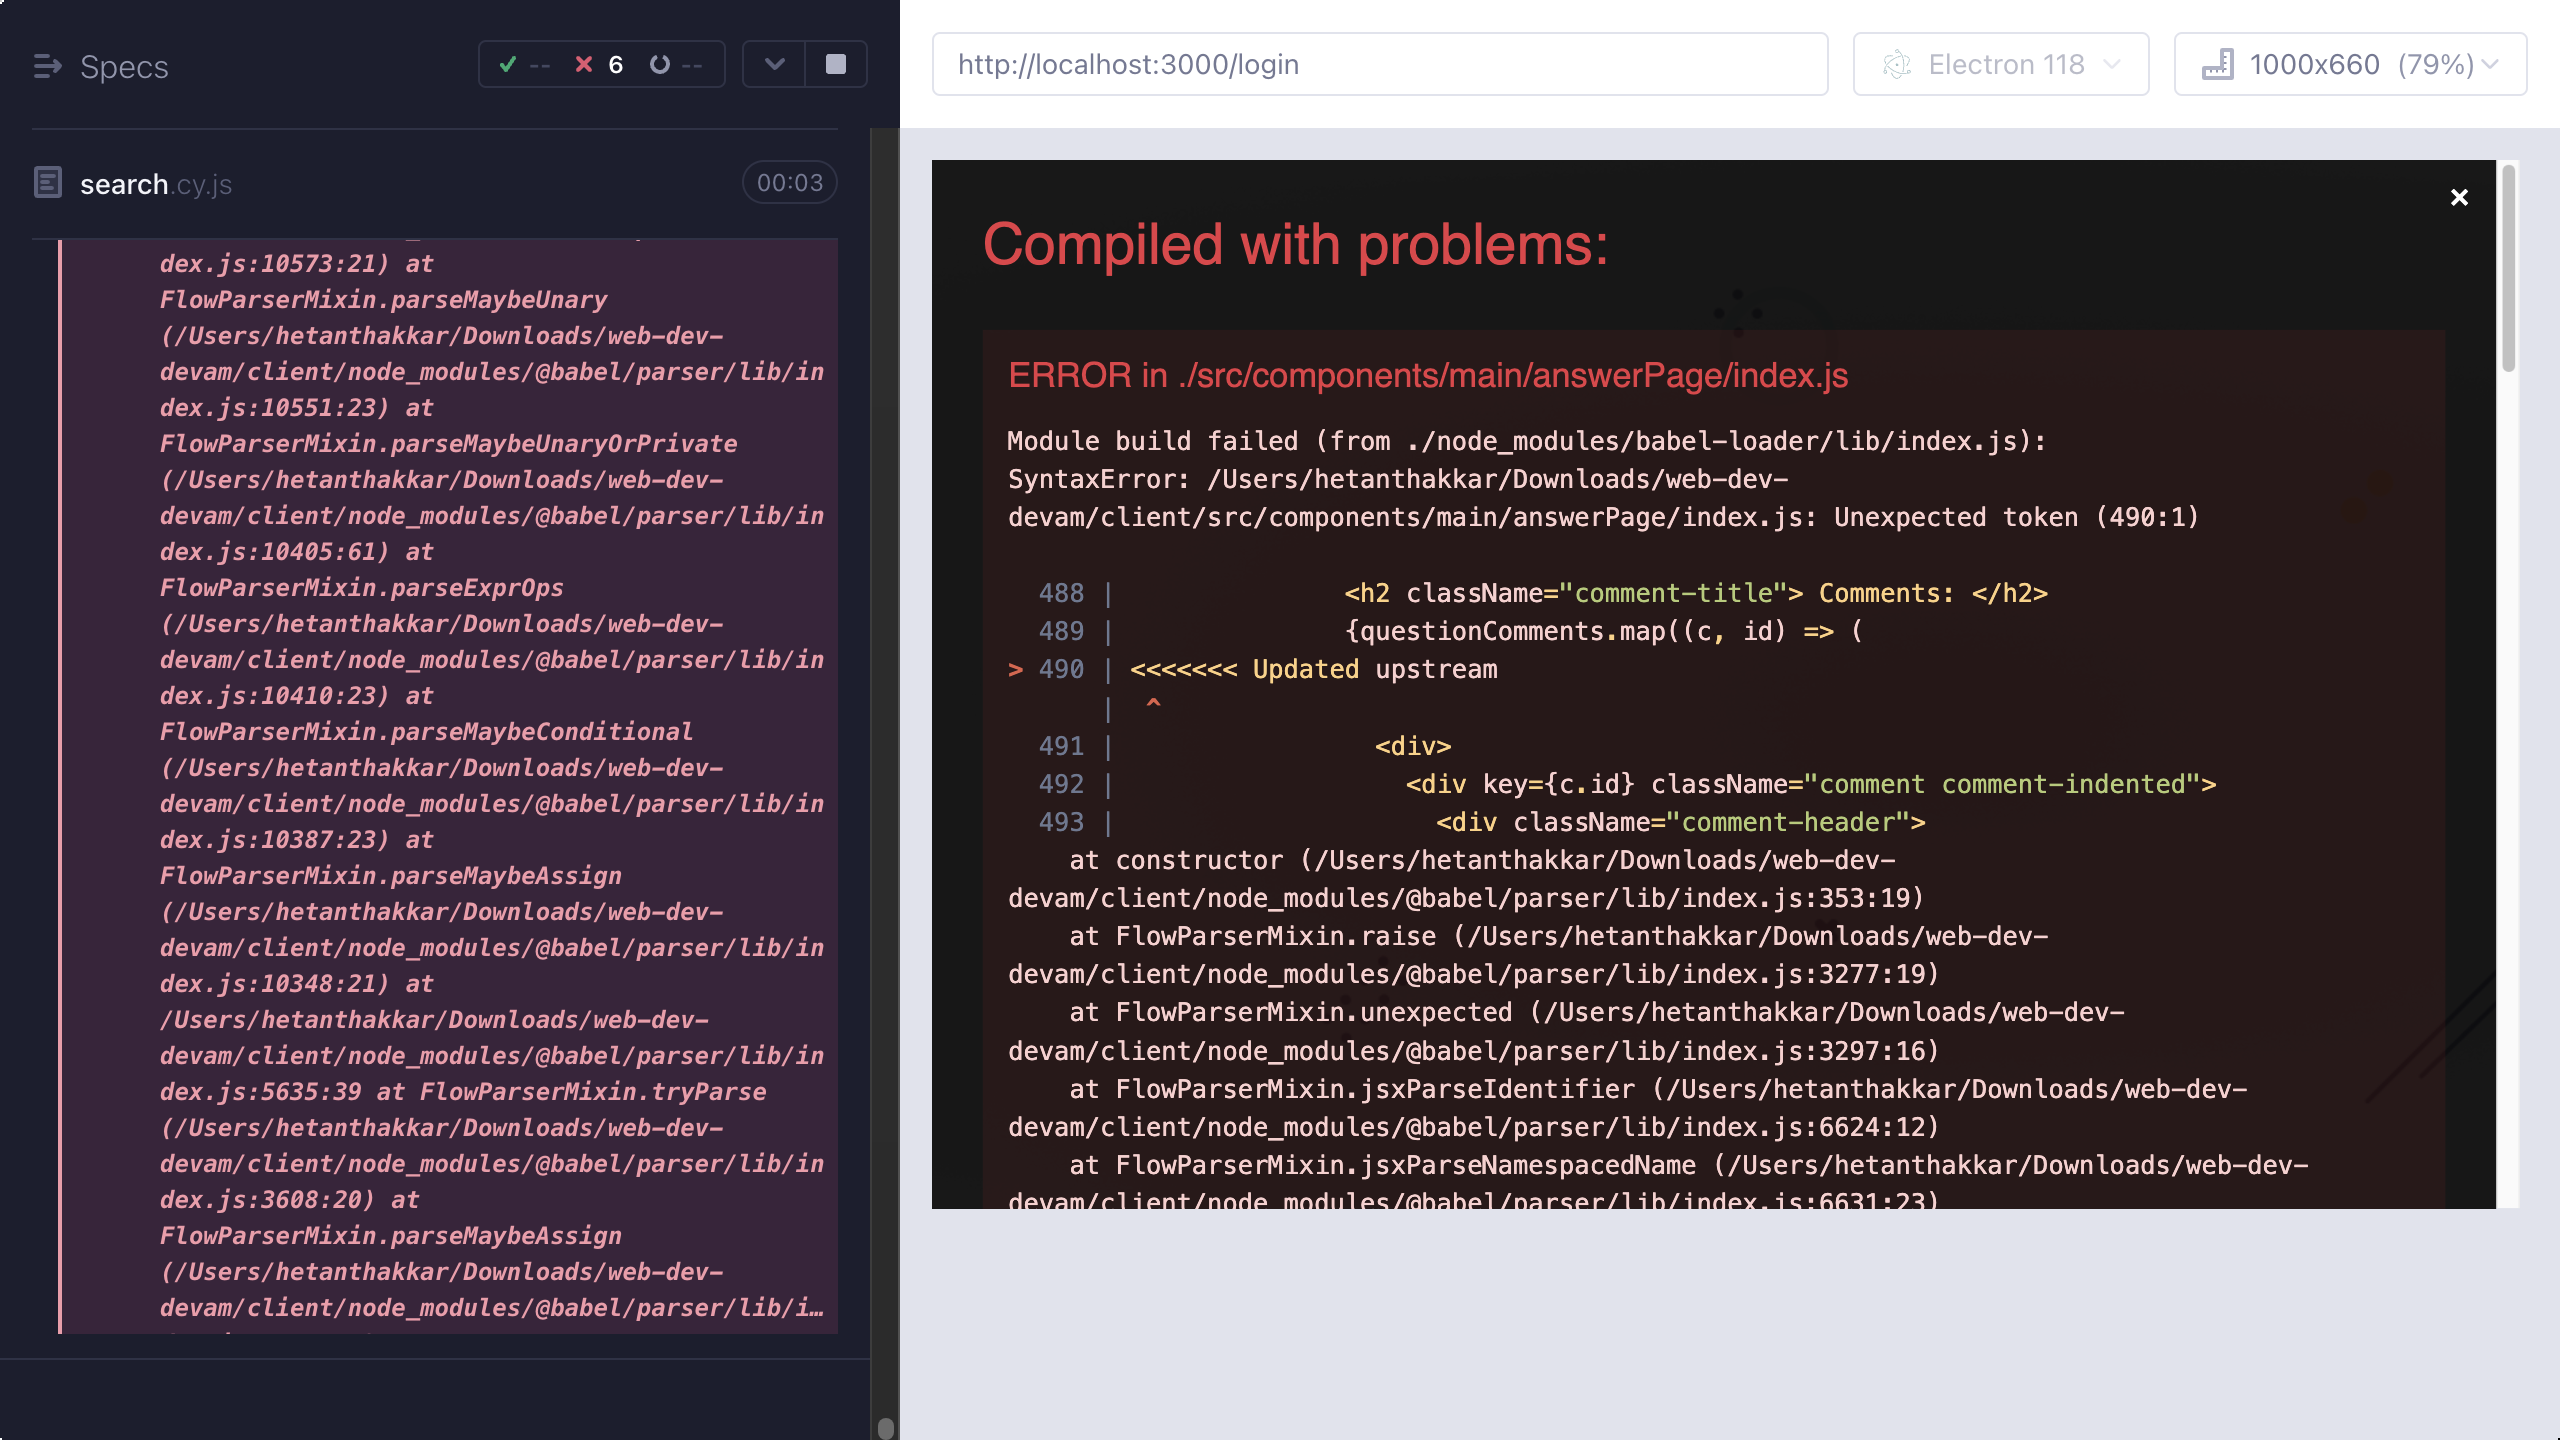 Specs
-- 6 --
search.cy.js
00:03
dex.js:10573:21) at
FlowParserMixin.parseMaybeUnary
(/Users/hetanthakkar/Downloads/web-dev-
devam/client/node_modules/@babel/parser/lib/in
dex.js:10551:23) at
FlowParserMixin.parseMaybeUnaryOrPrivate
(/Users/hetanthakkar/Downloads/web-dev-
devam/client/node_modules/@babel/parser/lib/in
dex.js:10405:61) at
FlowParserMixin.parseExprOps
(/Users/hetanthakkar/Downloads/web-dev-
devam/client/node_modules/@babel/parser/lib/in
dex.js:10410:23) at
FlowParserMixin.parseMaybeConditional
(/Users/hetanthakkar/Downloads/web-dev-
devam/client/node_modules/@babel/parser/lib/in
dex.js:10387:23) at
FlowParserMixin.parseMaybeAssign
(/Users/hetanthakkar/Downloads/web-dev-
devam/client/node_modules/@babel/parser/lib/in
dex.js:10348:21) at
/Users/hetanthakkar/Downloads/web-dev-
devam/client/node_modules/@babel/parser/lib/in
dex.js:5635:39 at FlowParserMixin.tryParse
(/Users/hetanthakkar/Downloads/web-dev-
devam/client/node_modules/@babel/parser/lib/in
dex.js:3608:20) at
FlowParserMixin.parseMaybeAssign
(/Users/hetanthakkar/Downloads/web-dev-
devam/client/node_modules/@babel/parser/lib/i…
http://localhost:3000/login
Electron 118
1000x660 (79%)
Compiled with problems:
ERROR in ./src/components/main/answerPage/index.js
Module build failed (from ./node_modules/babel-loader/lib/index.js):
SyntaxError: /Users/hetanthakkar/Downloads/web-dev-
devam/client/src/components/main/answerPage/index.js: Unexpected token (490:1)
488 | <h2 className="comment-title"> Comments: </h2>
489 | {questionComments.map((c, id) => (
> 490 | <<<<<<< Updated upstream
| ^
491 | <div>
492 | <div key={c.id} className="comment comment-indented">
493 | <div className="comment-header">
at constructor (/Users/hetanthakkar/Downloads/web-dev-
devam/client/node_modules/@babel/parser/lib/index.js:353:19)
at FlowParserMixin.raise (/Users/hetanthakkar/Downloads/web-dev-
devam/client/node_modules/@babel/parser/lib/index.js:3277:19)
at FlowParserMixin.unexpected (/Users/hetanthakkar/Downloads/web-dev-
devam/client/node_modules/@babel/parser/lib/index.js:3297:16)
at FlowParserMixin.jsxParseIdentifier (/Users/hetanthakkar/Downloads/web-dev-
devam/client/node_modules/@babel/parser/lib/index.js:6624:12)
at FlowParserMixin.jsxParseNamespacedName (/Users/hetanthakkar/Downloads/web-dev-
devam/client/node_modules/@babel/parser/lib/index.js:6631:23)